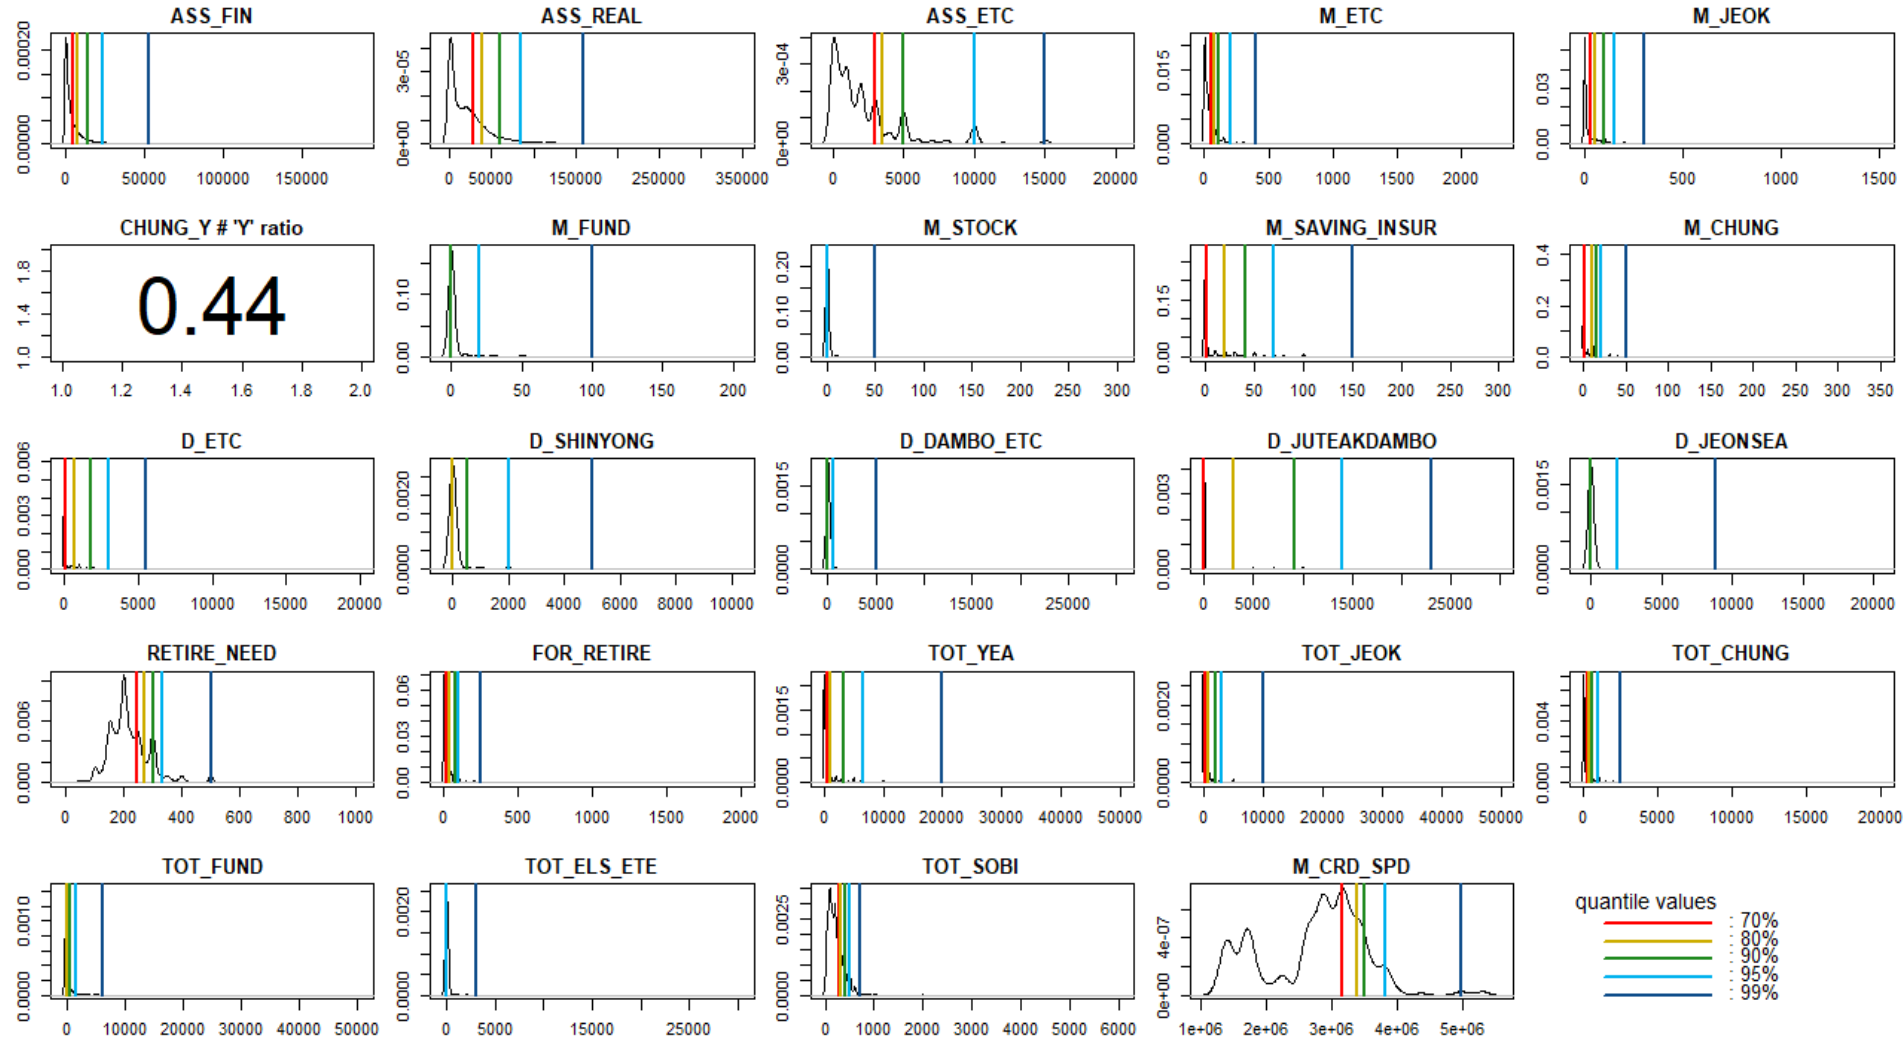 ASS_FIN ASS_REAL ASS_ETC M_ETC M_JEOK
0.0000 0.00020 0e+00 3e-05 0e+00 3e-04 0.000 0.015 0.00 0.03
0 50000 100000 150000 0 50000 150000 250000 350000 0 5000 10000 15000 20000 0 500 1000 1500 2000 0 500 1000 1500
CHUNG_Y # 'Y' ratio M_FUND M_STOCK M_SAVING_INSUR M_CHUNG
1.0 1.4 1.8 0.44 0.00 0.10 0.00 0.10 0.20 0.00 0.15 0.0 0.2 0.4
1.0 1.2 1.4 1.6 1.8 2.0 0 50 100 150 200 0 50 100 150 200 250 300 0 50 100 150 200 250 300 0 50 100 150 200 250 300 350
D_ETC D_SHINYONG D_DAMBO_ETC D_JUTEAKDAMBO D_JEONSEA
0.000 0.003 0.006 0.000 0.0020 0.0000 0.0015 0.000 0.003 0.0000 0.0015
0 5000 10000 15000 20000 0 2000 4000 6000 8000 10000 0 5000 15000 25000 0 5000 15000 25000 0 5000 10000 15000 20000
RETIRE_NEED FOR_RETIRE TOT_YEA TOT_JEOK TOT_CHUNG
0.000 0.006 0.00 0.03 0.06 0.0000 0.0015 0.0000 0.0020 0.000 0.004
0 200 400 600 800 1000 0 500 1000 1500 2000 0 10000 20000 30000 40000 50000 0 10000 20000 30000 40000 50000 0 5000 10000 15000 20000
TOT_FUND TOT_ELS_ETE TOT_SOBI M_CRD_SPD
0.0000 0.0010 0.0000 0.0020 0.0000 0.0025 0e+00 4e-07
0 10000 20000 30000 40000 50000 0 5000 15000 25000 0 1000 2000 3000 4000 5000 6000 1e+06 2e+06 3e+06 4e+06 5e+06
quantile values
: 70%
: 80%
: 90%
: 95%
: 99%